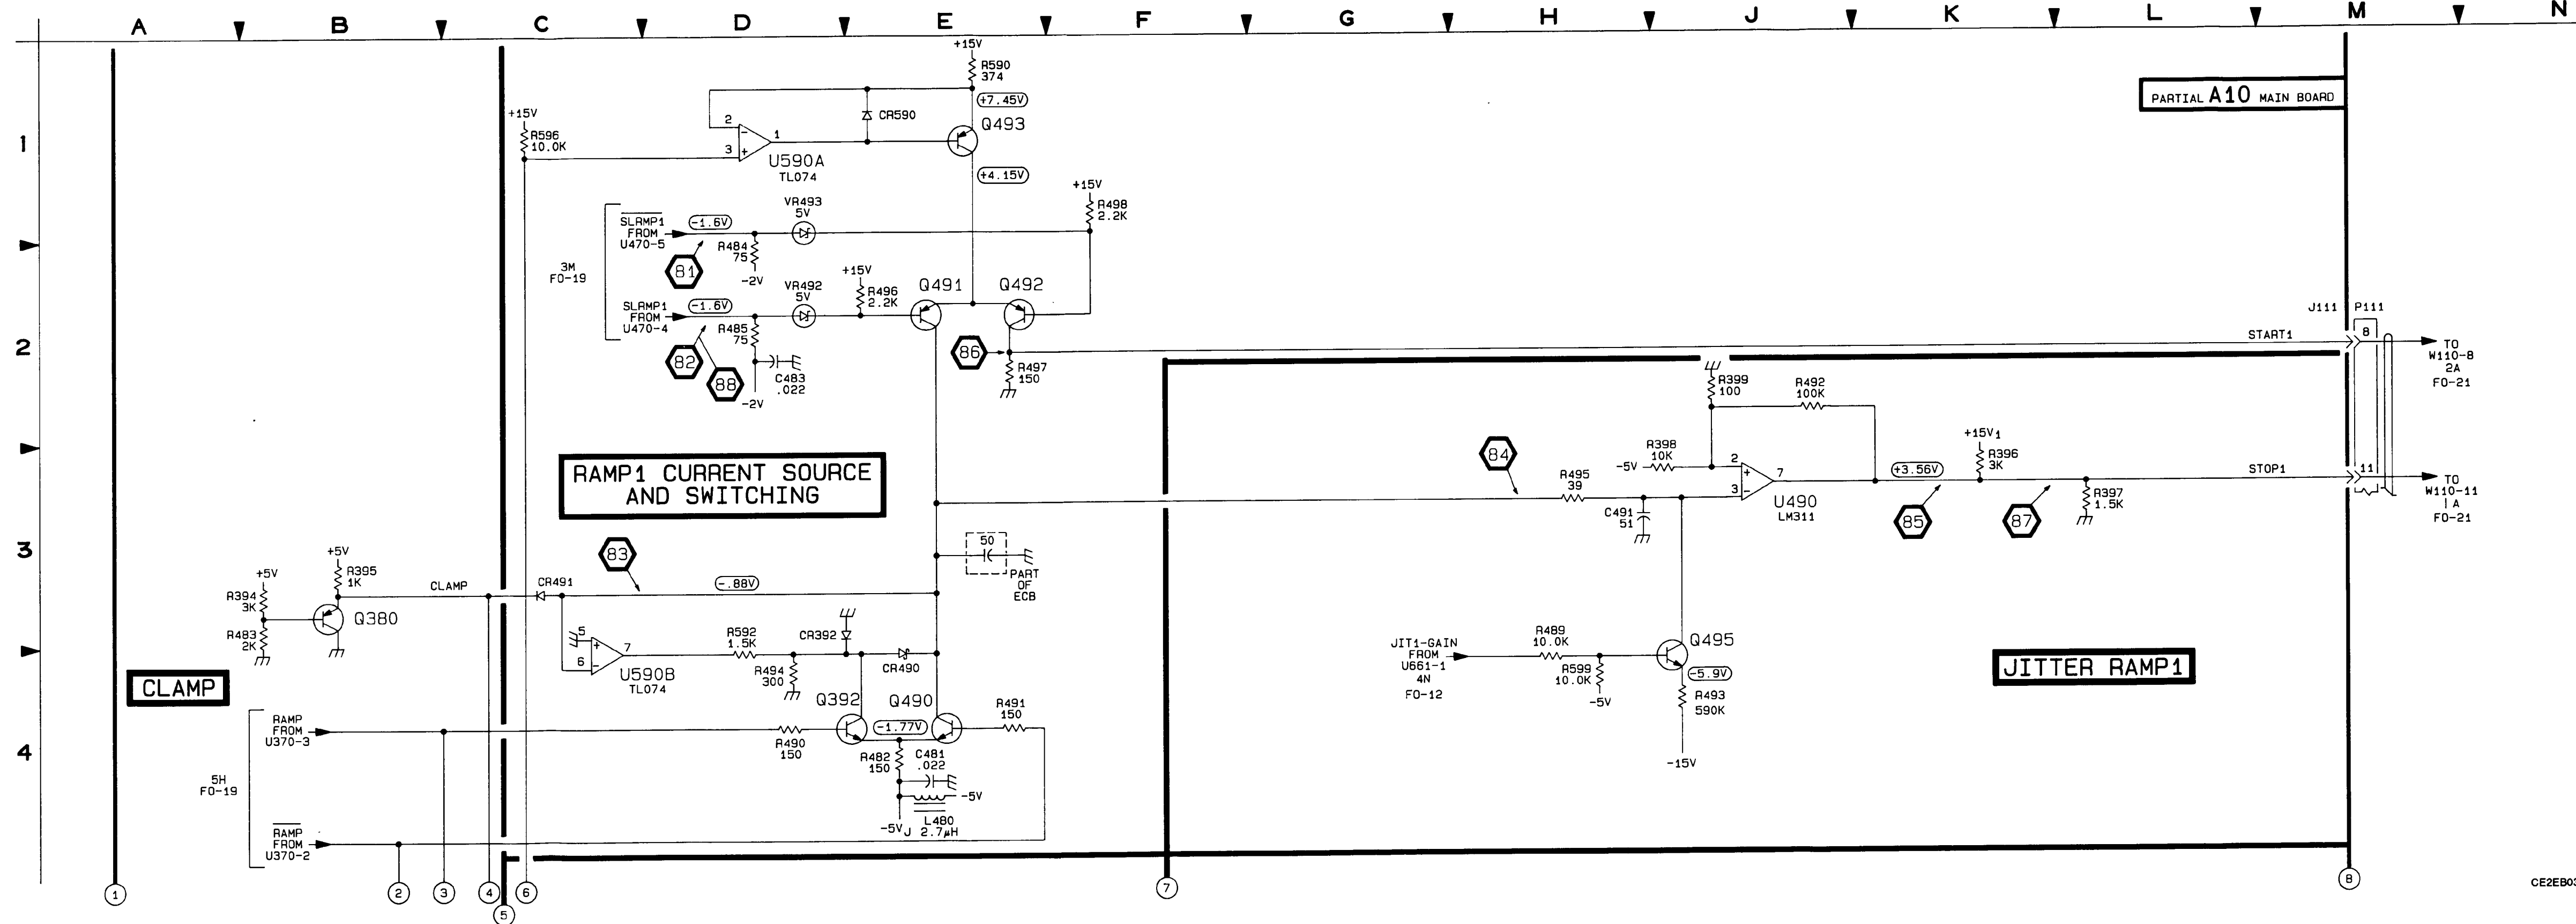 A B C D E F G H J K L M N
1
2
3
4
PARTIAL A10 MAIN BOARD
+15V
R590
374
+7.45V
CR590
Q493
+15V
R596
10.0K
2
3
1
U590A
TL074
+4.15V
SLRMP1
FROM
U470-5
-1.6V
VR493
5V
+15V
R498
2.2K
R484
75
-2V
81
3M
FO-19
SLRMP1
FROM
U470-4
-1.6V
VR492
5V
+15V
R496
2.2K
Q491
Q492
R485
75
82
88
C483
.022
-2V
86
R497
150
START1
J111 P111
8
TO
W110-8
2A
FO-21
R399
100
R492
100K
RAMP1 CURRENT SOURCE
AND SWITCHING
84
R495
39
-5V
R398
10K
2
3
7
U490
LM311
C491
51
+3.56V
+15V1
R396
3K
85
87
R397
1.5K
STOP1
11
TO
W110-11
1A
FO-21
50
PART
OF
ECB
83
-.88V
+5V
R395
1K
+5V
R394
3K
R483
2K
Q380
CLAMP
CR491
5
6
7
U590B
TL074
R592
1.5K
R494
300
CR392
CR490
CLAMP
JIT1-GAIN
FROM
U661-1
4N
FO-12
R489
10.0K
R599
10.0K
-5V
Q495
-5.9V
R493
590K
-15V
JITTER RAMP1
Q392
Q490
R491
150
-1.77V
RAMP
FROM
U370-3
R490
150
R482
150
C481
.022
-5V
L480
2.7µH
-5V
J
5H
FO-19
RAMP
FROM
U370-2
1
2
3
4
5
6
7
8
CE2EB03